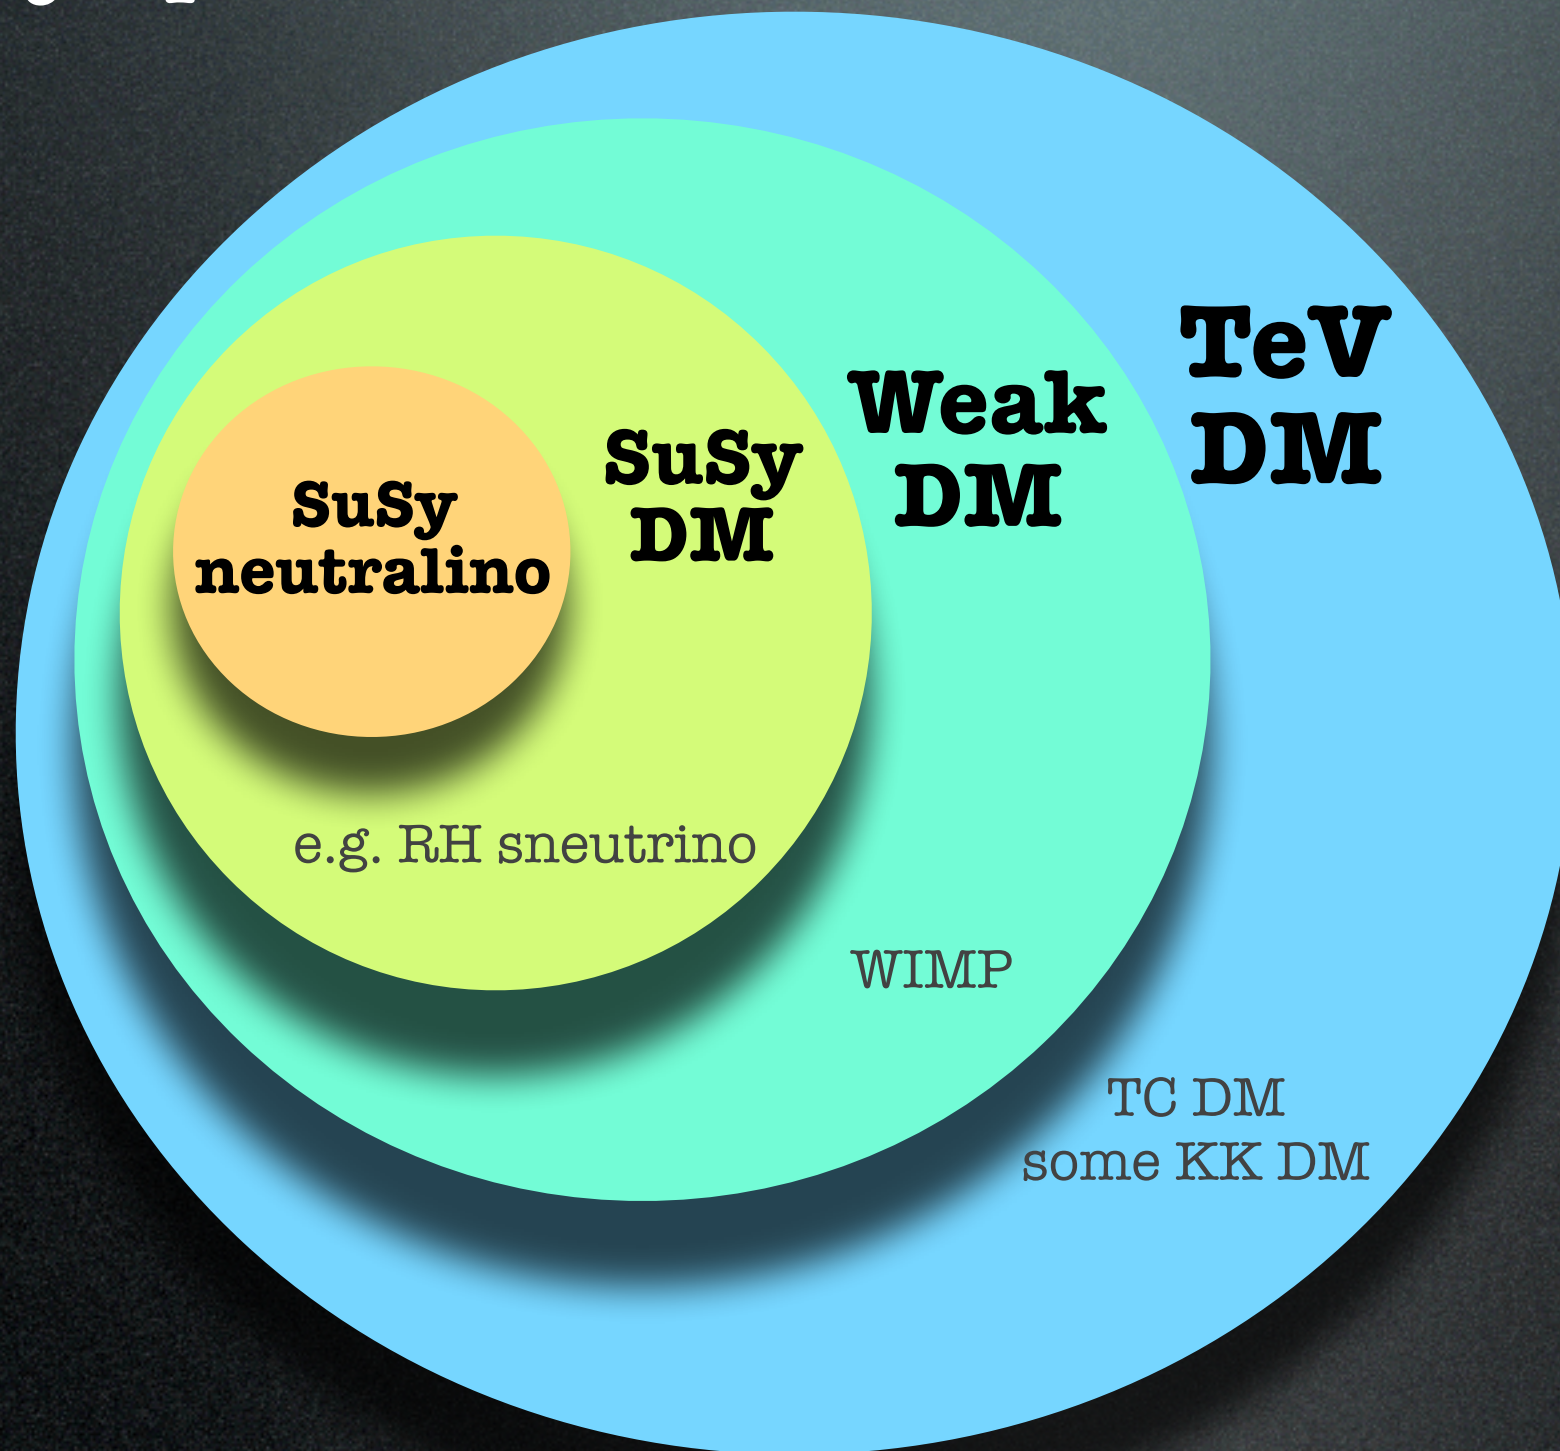 TeV
DM
Weak
DM
SuSy
DM
SuSy
neutralino
e.g. RH sneutrino
WIMP
TC DM
some KK DM